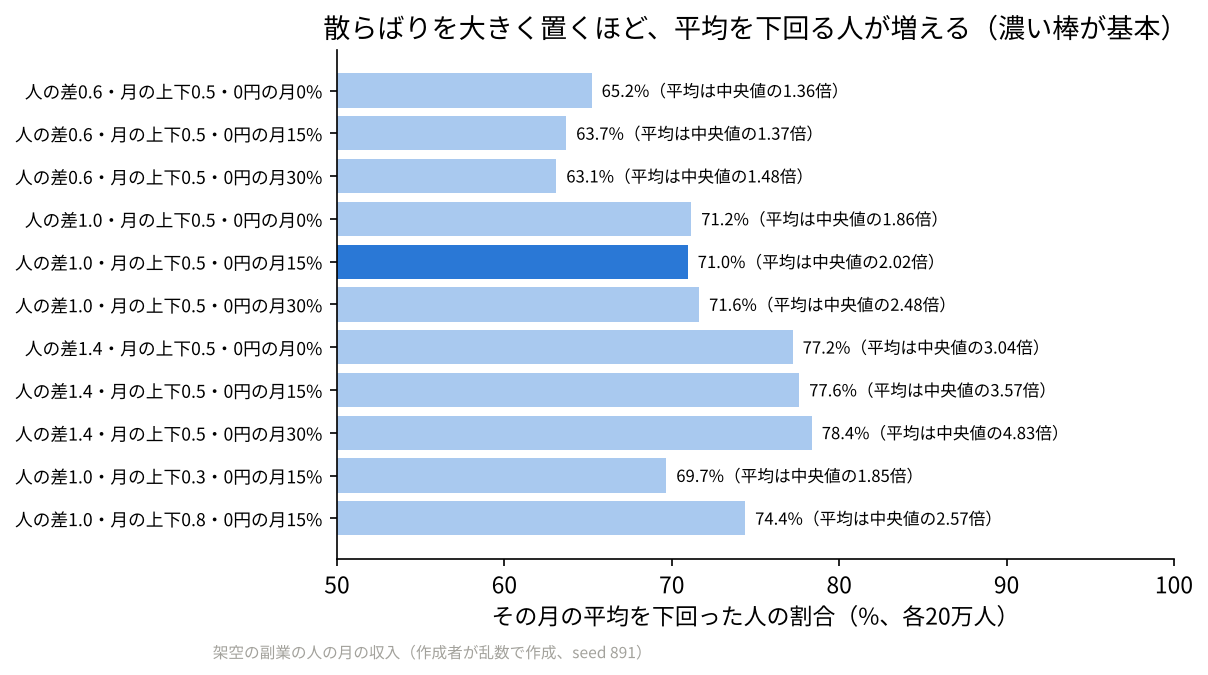 散らばりを大きく置くほど、平均を下回る人が増える（濃い棒が基本）
人の差0.6・月の上下0.5・0円の月0% 65.2%（平均は中央値の1.36倍）
人の差0.6・月の上下0.5・0円の月15% 63.7%（平均は中央値の1.37倍）
人の差0.6・月の上下0.5・0円の月30% 63.1%（平均は中央値の1.48倍）
人の差1.0・月の上下0.5・0円の月0% 71.2%（平均は中央値の1.86倍）
人の差1.0・月の上下0.5・0円の月15% 71.0%（平均は中央値の2.02倍）
人の差1.0・月の上下0.5・0円の月30% 71.6%（平均は中央値の2.48倍）
人の差1.4・月の上下0.5・0円の月0% 77.2%（平均は中央値の3.04倍）
人の差1.4・月の上下0.5・0円の月15% 77.6%（平均は中央値の3.57倍）
人の差1.4・月の上下0.5・0円の月30% 78.4%（平均は中央値の4.83倍）
人の差1.0・月の上下0.3・0円の月15% 69.7%（平均は中央値の1.85倍）
人の差1.0・月の上下0.8・0円の月15% 74.4%（平均は中央値の2.57倍）
50 60 70 80 90 100
その月の平均を下回った人の割合（%、各20万人）
架空の副業の人の月の収入（作成者が乱数で作成、seed 891）